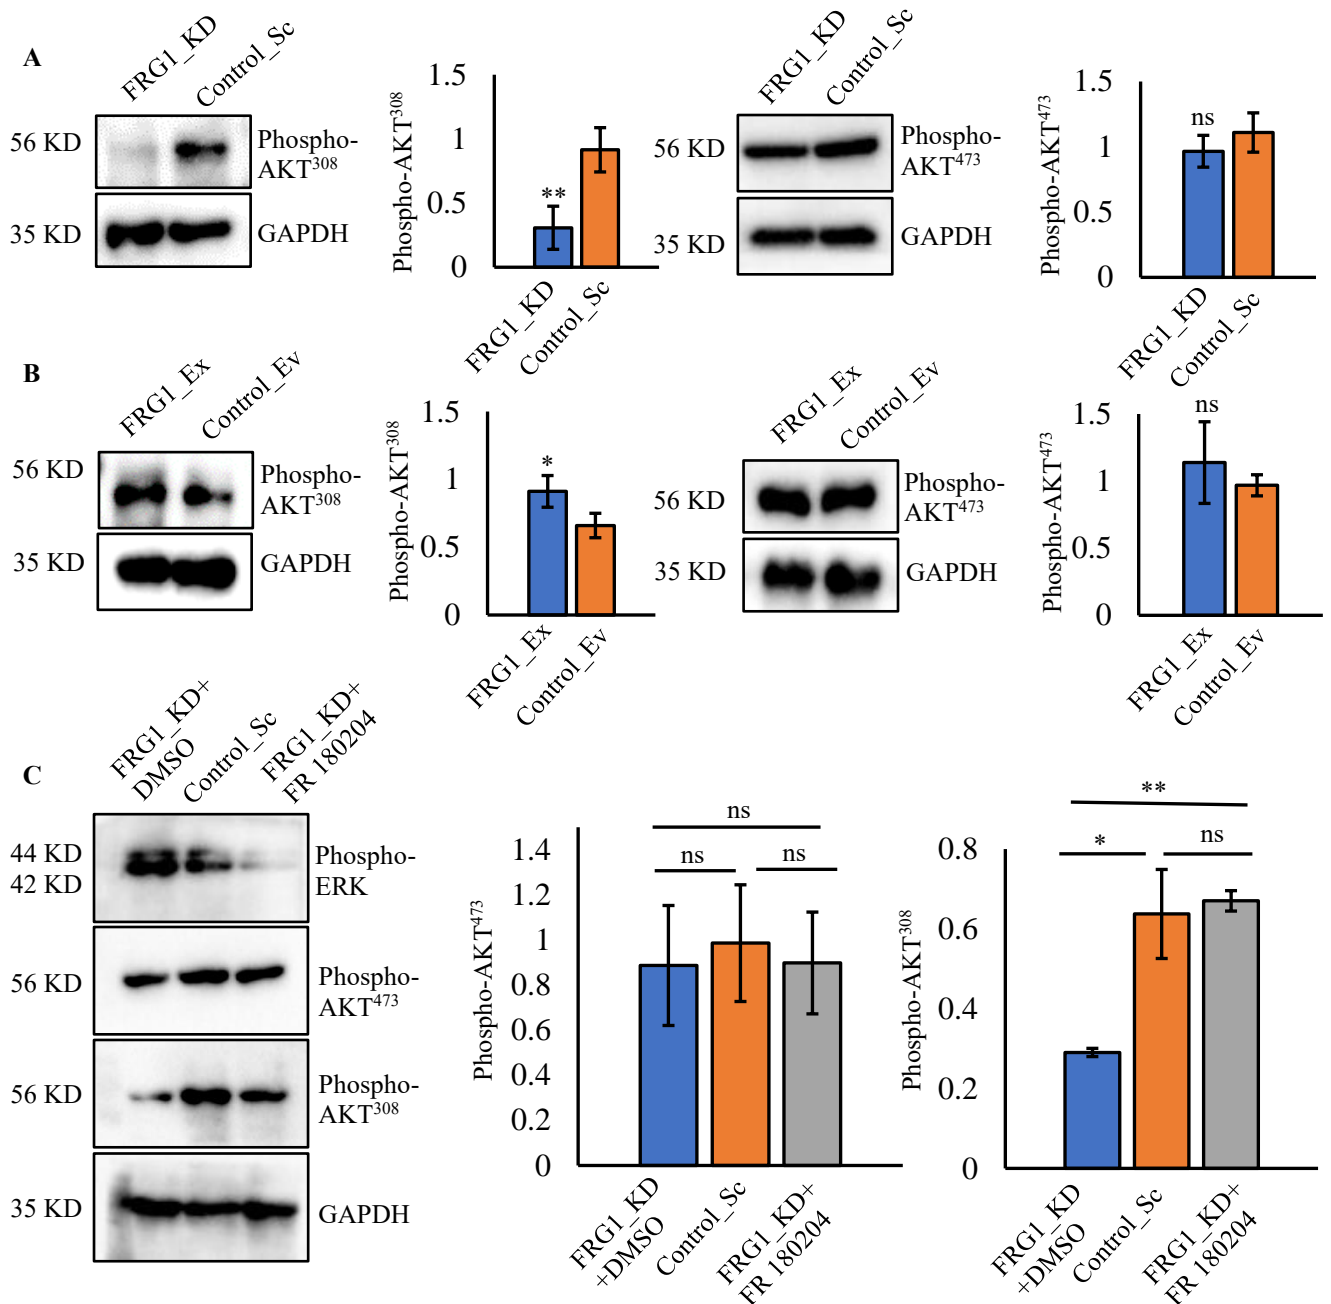 A
FRG1_KD
Control_Sc
56 KD
Phospho-
AKT³⁰⁸
35 KD
GAPDH
Phospho-AKT³⁰⁸
1.5
1
0.5
0
**
FRG1_KD
Control_Sc
FRG1_KD
Control_Sc
56 KD
Phospho-
AKT⁴⁷³
35 KD
GAPDH
Phospho-AKT⁴⁷³
1.5
1
0.5
0
ns
FRG1_KD
Control_Sc
B
FRG1_Ex
Control_Ev
56 KD
Phospho-
AKT³⁰⁸
35 KD
GAPDH
Phospho-AKT³⁰⁸
1.5
1
0.5
0
*
FRG1_Ex
Control_Ev
FRG1_Ex
Control_Ev
56 KD
Phospho-
AKT⁴⁷³
35 KD
GAPDH
Phospho-AKT⁴⁷³
1.5
1
0.5
0
ns
FRG1_Ex
Control_Ev
C
FRG1_KD+
DMSO
Control_Sc
FRG1_KD+
FR 180204
44 KD
42 KD
Phospho-
ERK
56 KD
Phospho-
AKT⁴⁷³
56 KD
Phospho-
AKT³⁰⁸
35 KD
GAPDH
Phospho-AKT⁴⁷³
1.4
1.2
1
0.8
0.6
0.4
0.2
0
ns
ns
ns
FRG1_KD
+DMSO
Control_Sc
FRG1_KD+
FR 180204
Phospho-AKT³⁰⁸
0.8
0.6
0.4
0.2
0
**
*
ns
FRG1_KD
+DMSO
Control_Sc
FRG1_KD+
FR 180204